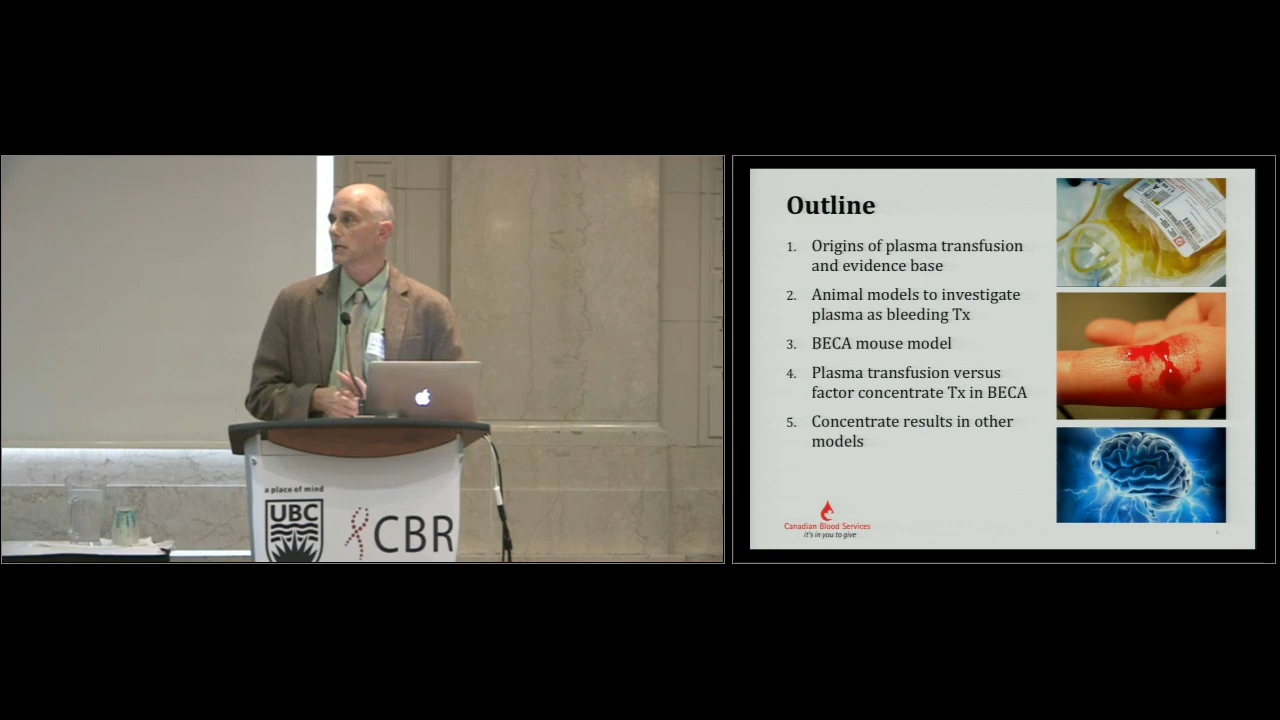 a place of mind
UBC
CBR
Outline
1. Origins of plasma transfusion
and evidence base
2. Animal models to investigate
plasma as bleeding Tx
3. BECA mouse model
4. Plasma transfusion versus
factor concentrate Tx in BECA
5. Concentrate results in other
models
Canadian Blood Services
it's in you to give